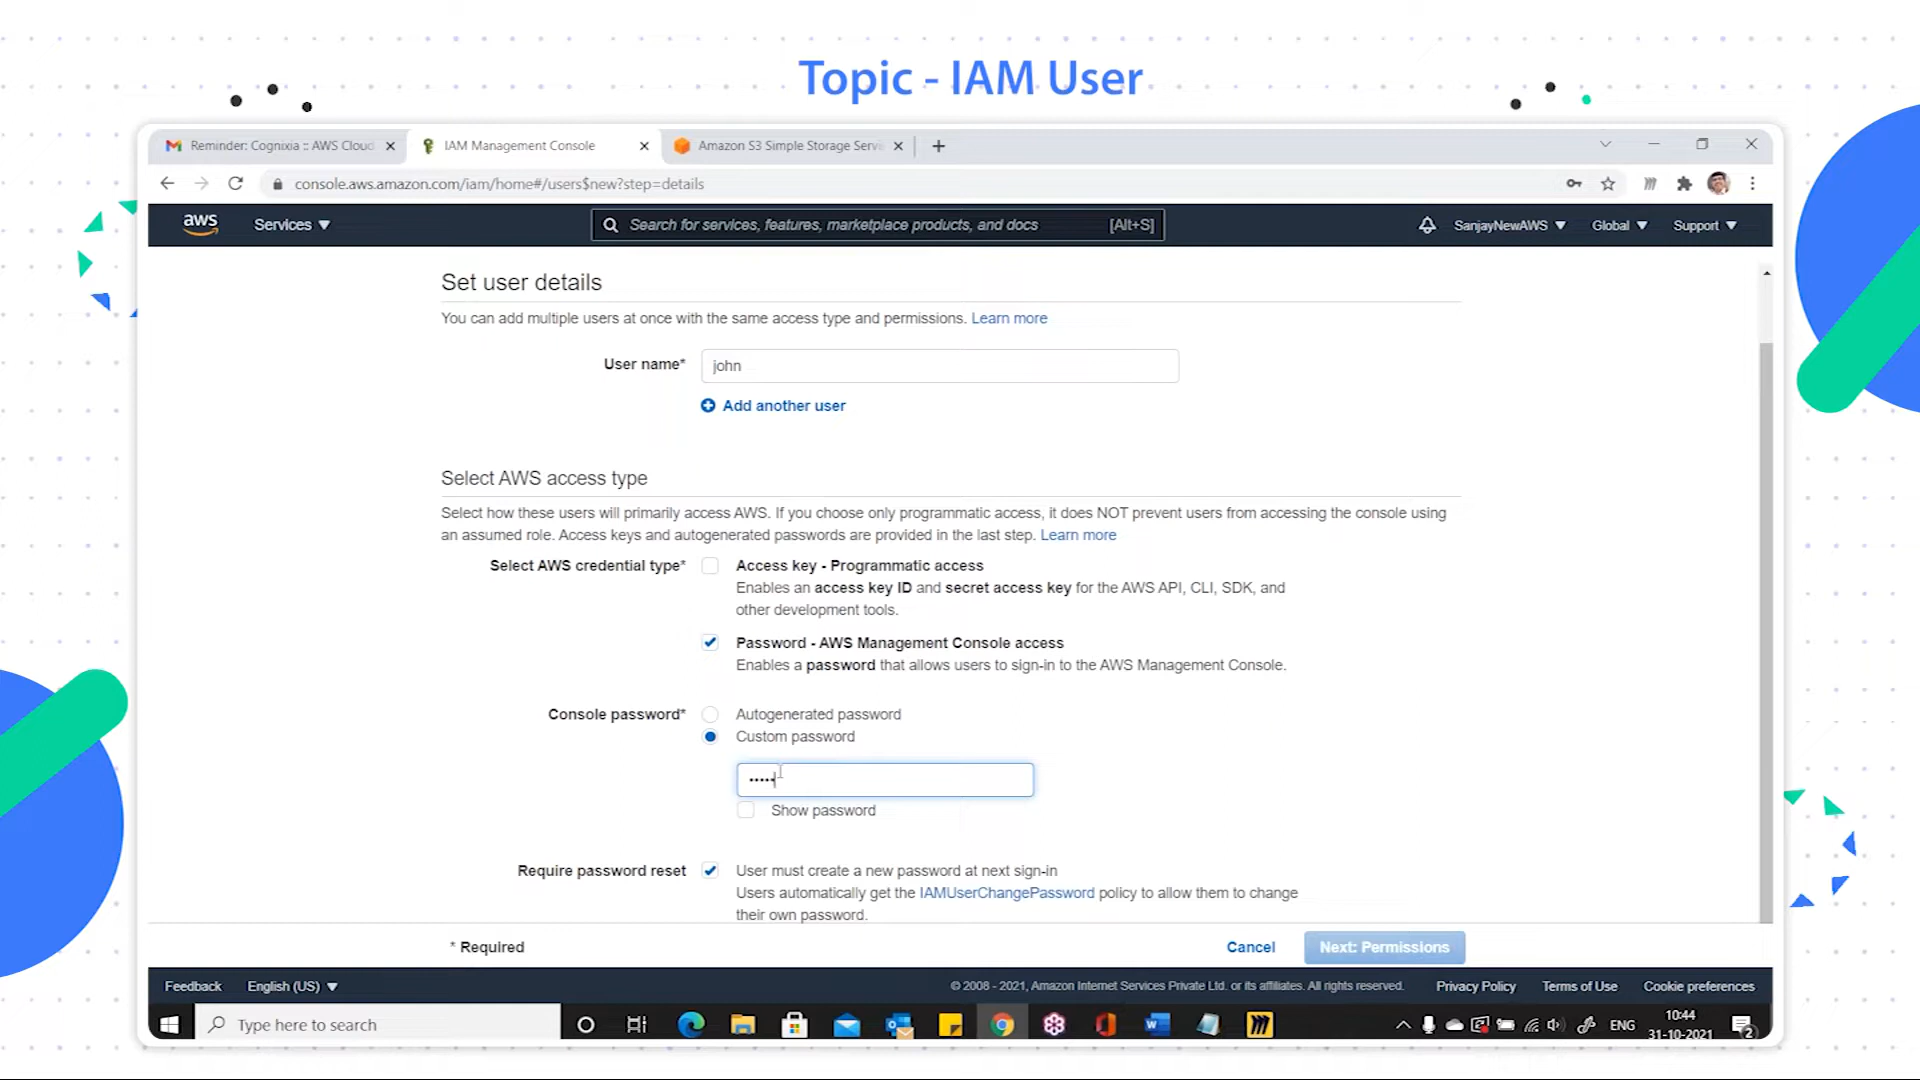 Topic - IAM User
Reminder: Cognixia :: AWS Cloud
IAM Management Console
Amazon S3 Simple Storage Servi
console.aws.amazon.com/iam/home#/users$new?step=details
aws
Services
Search for services, features, marketplace products, and docs
[Alt+S]
SanjayNewAWS
Global
Support
Set user details
You can add multiple users at once with the same access type and permissions. Learn more
User name*
john
Add another user
Select AWS access type
Select how these users will primarily access AWS. If you choose only programmatic access, it does NOT prevent users from accessing the console using
an assumed role. Access keys and autogenerated passwords are provided in the last step. Learn more
Select AWS credential type*
Access key - Programmatic access
Enables an access key ID and secret access key for the AWS API, CLI, SDK, and
other development tools.
Password - AWS Management Console access
Enables a password that allows users to sign-in to the AWS Management Console.
Console password*
Autogenerated password
Custom password
•••••
Show password
Require password reset
User must create a new password at next sign-in
Users automatically get the IAMUserChangePassword policy to allow them to change
their own password.
* Required
Cancel
Next: Permissions
Feedback
English (US)
© 2008 - 2021, Amazon Internet Services Private Ltd. or its affiliates. All rights reserved.
Privacy Policy
Terms of Use
Cookie preferences
Type here to search
ENG
10:44
31-10-2021
2